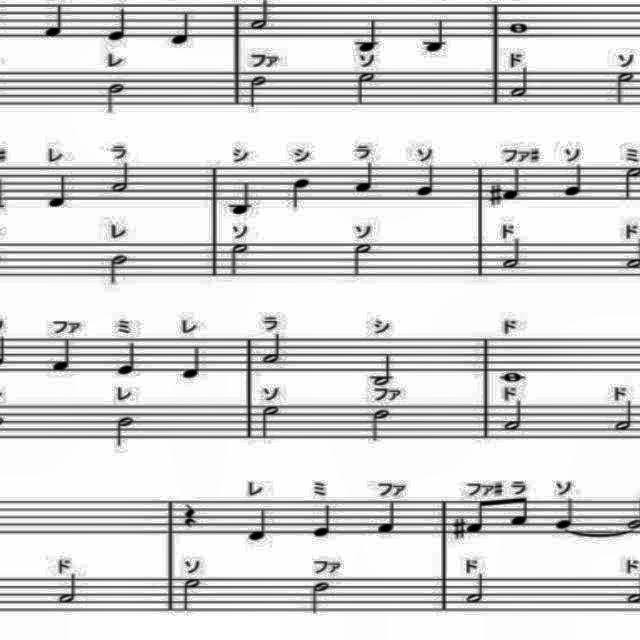 レ ファ ソ ド ソ
レ ラ シ シ ラ ソ ファ# ソ ミ
レ ソ ソ ド ド
ファ ミ レ ラ シ ド
レ ソ ファ ド ド
レ ミ ファ ファ# ラ ソ
ド ソ ファ ド ド